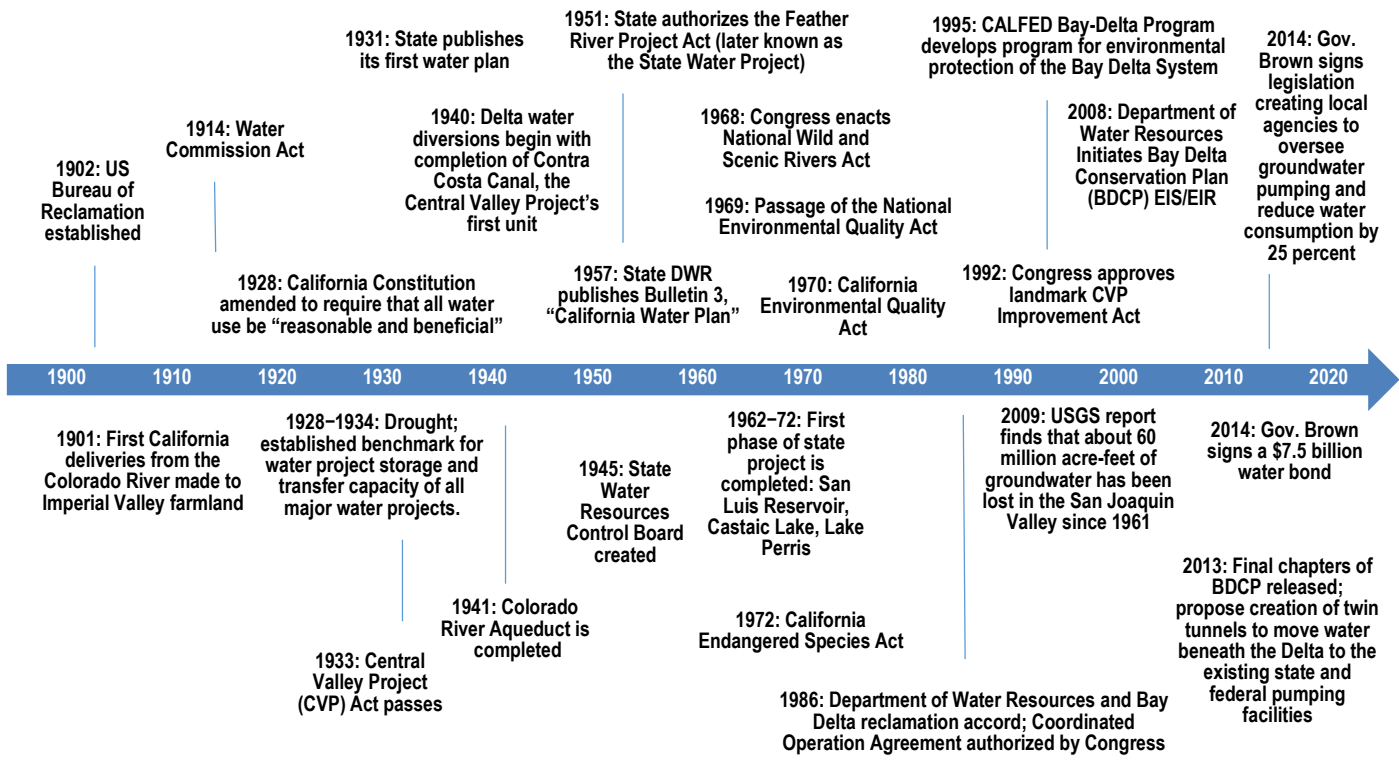 1902: US
Bureau of
Reclamation
established
1914: Water
Commission Act
1928: California Constitution
amended to require that all water
use be “reasonable and beneficial”
1931: State publishes
its first water plan
1940: Delta water
diversions begin with
completion of Contra
Costa Canal, the
Central Valley Project’s
first unit
1951: State authorizes the Feather
River Project Act (later known as
the State Water Project)
1957: State DWR
publishes Bulletin 3,
“California Water Plan”
1968: Congress enacts
National Wild and
Scenic Rivers Act
1969: Passage of the National
Environmental Quality Act
1970: California
Environmental Quality
Act
1995: CALFED Bay-Delta Program
develops program for environmental
protection of the Bay Delta System
2008: Department of
Water Resources
Initiates Bay Delta
Conservation Plan
(BDCP) EIS/EIR
1992: Congress approves
landmark CVP
Improvement Act
2014: Gov.
Brown signs
legislation
creating local
agencies to
oversee
groundwater
pumping and
reduce water
consumption by
25 percent
1900 1910 1920 1930 1940 1950 1960 1970 1980 1990 2000 2010 2020
1901: First California
deliveries from the
Colorado River made to
Imperial Valley farmland
1928–1934: Drought;
established benchmark for
water project storage and
transfer capacity of all
major water projects.
1933: Central
Valley Project
(CVP) Act passes
1941: Colorado
River Aqueduct is
completed
1945: State
Water
Resources
Control Board
created
1962–72: First
phase of state
project is
completed: San
Luis Reservoir,
Castaic Lake, Lake
Perris
1972: California
Endangered Species Act
1986: Department of Water Resources and Bay
Delta reclamation accord; Coordinated
Operation Agreement authorized by Congress
2009: USGS report
finds that about 60
million acre-feet of
groundwater has been
lost in the San Joaquin
Valley since 1961
2014: Gov. Brown
signs a $7.5 billion
water bond
2013: Final chapters of
BDCP released;
propose creation of twin
tunnels to move water
beneath the Delta to the
existing state and
federal pumping
facilities